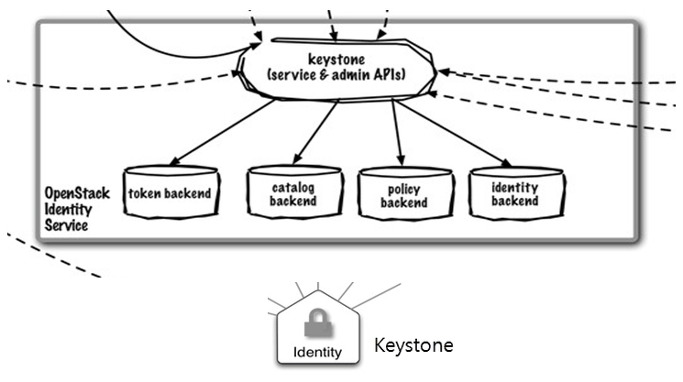 keystone
(service & admin APIs)
token backend
catalog
backend
policy
backend
identity
backend
OpenStack
Identity
Service
Identity
Keystone